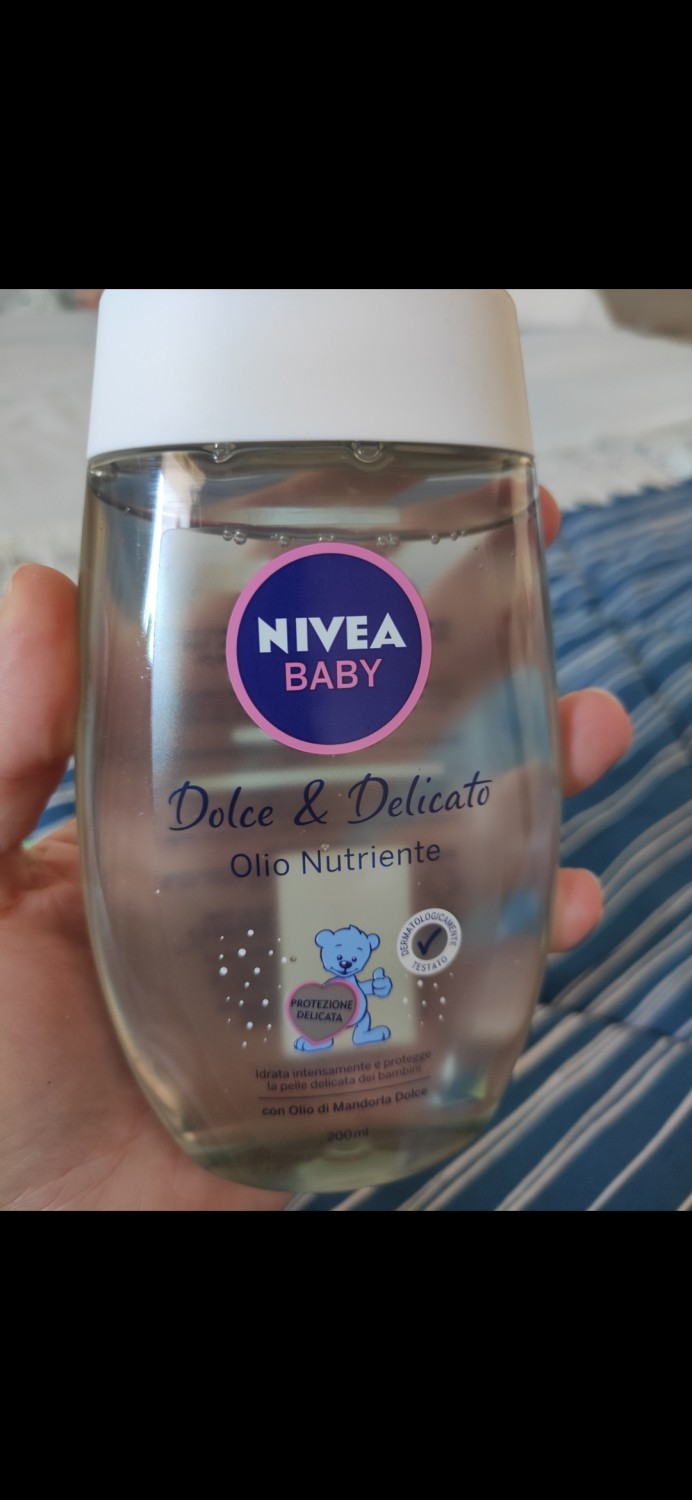 NIVEA
BABY
Dolce & Delicato
Olio Nutriente
DERMATOLOGICAMENTE
TESTATO
PROTEZIONE
DELICATA
Idrata intensamente e protegge
la pelle delicata dei bambini
con Olio di Mandorla Dolce
200ml